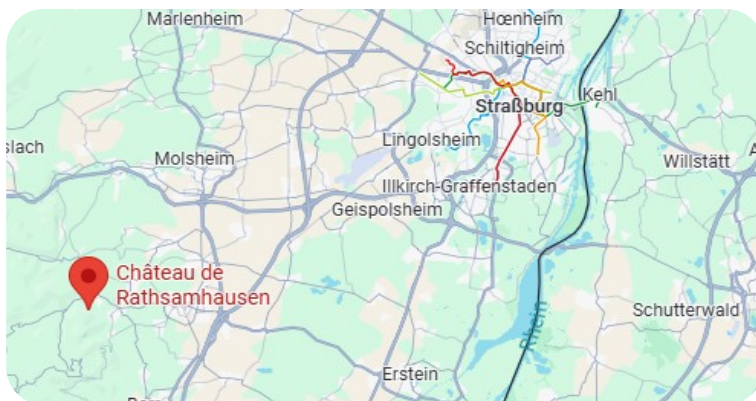 Marlenheim
Hœnheim
Schiltigheim
Kehl
Straßburg
Lingolsheim
slach
Molsheim
Willstätt
Illkirch-Graffenstaden
Geispolsheim
Château de
Rathsamhausen
Schutterwald
Rhein
Erstein